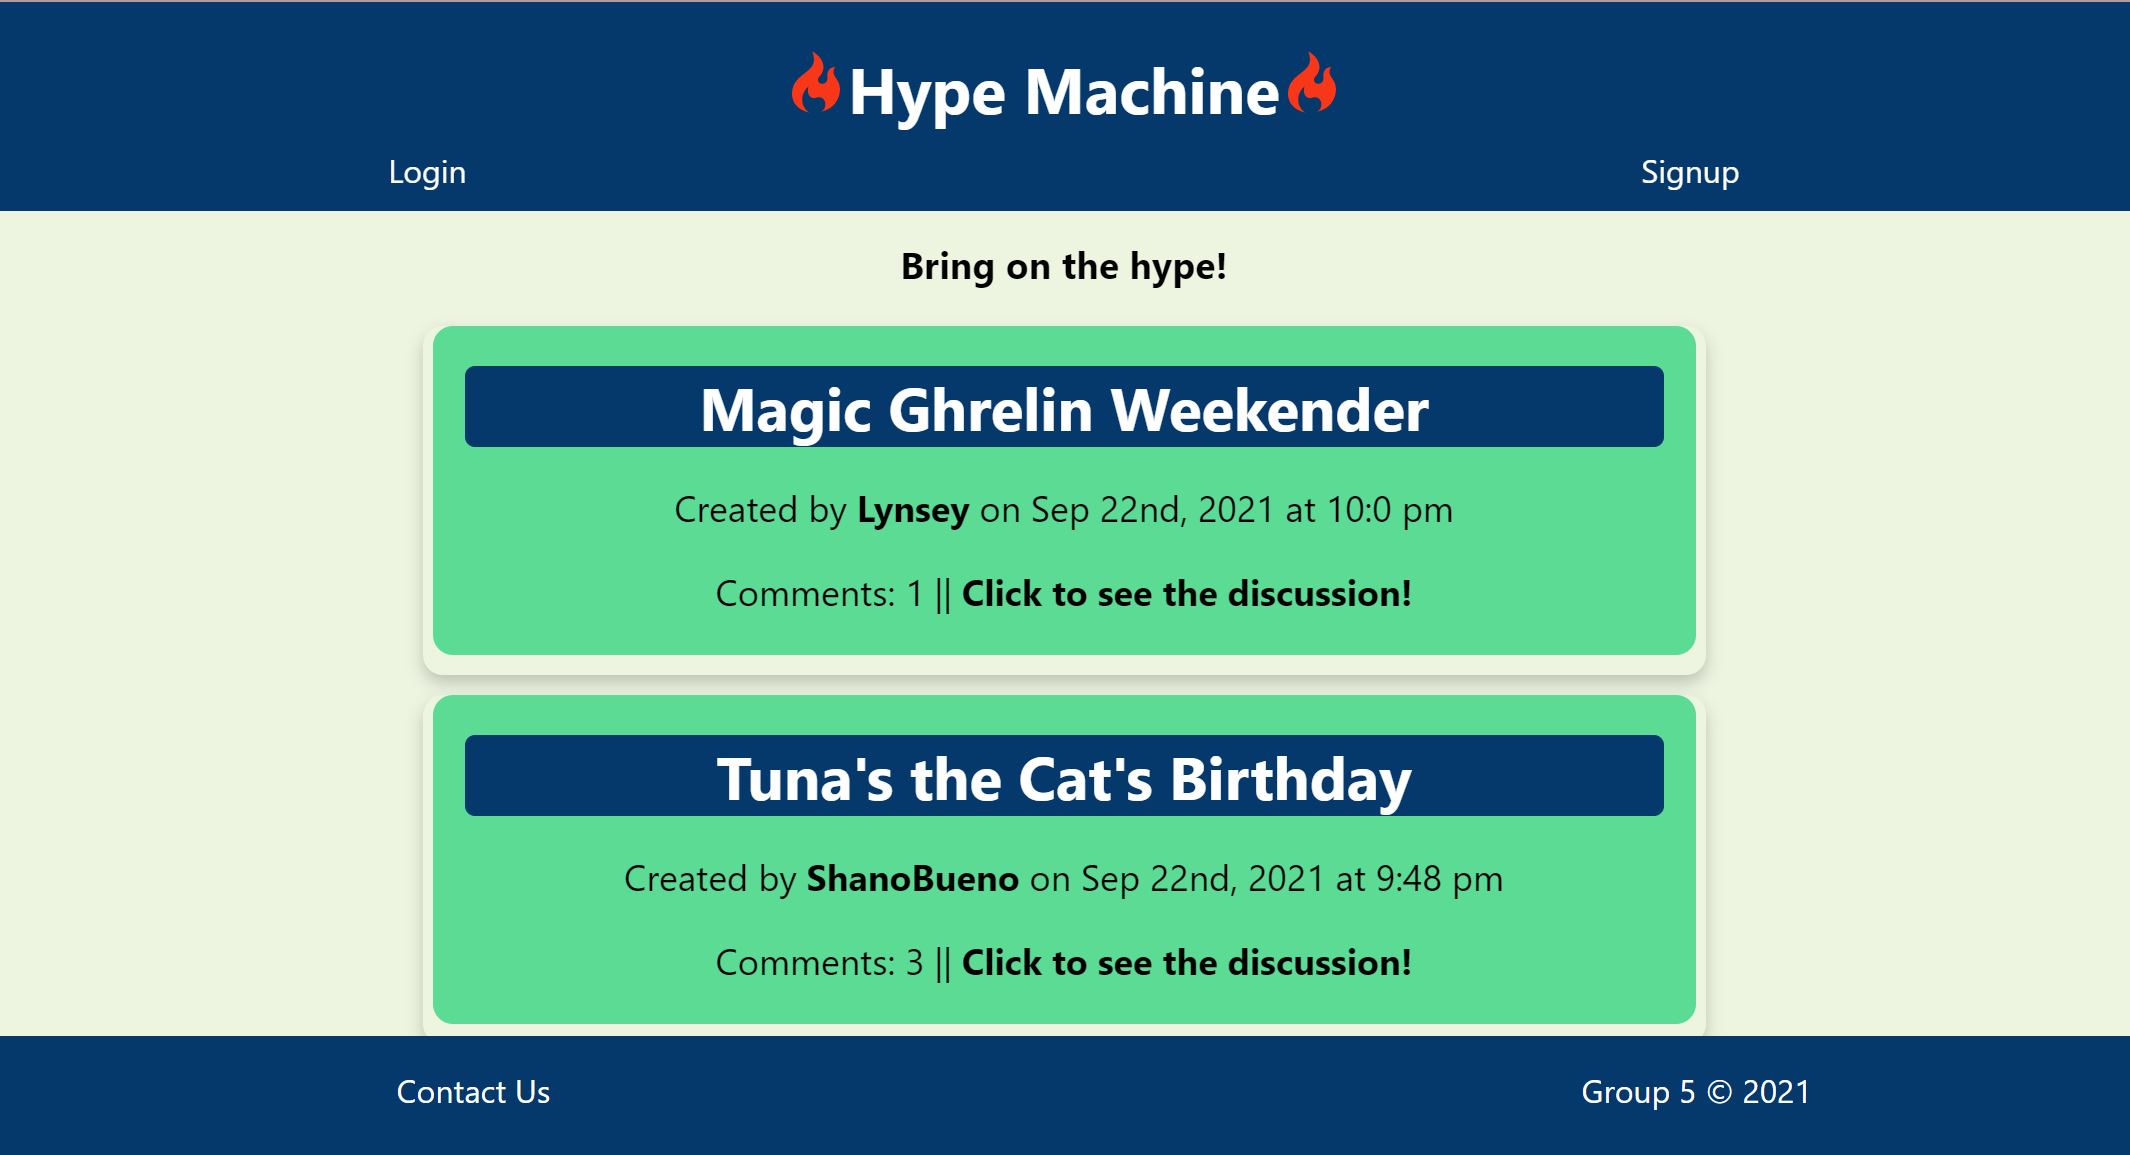 Hype Machine
Login
Signup
Bring on the hype!
Magic Ghrelin Weekender
Created by Lynsey on Sep 22nd, 2021 at 10:0 pm
Comments: 1 || Click to see the discussion!
Tuna's the Cat's Birthday
Created by ShanoBueno on Sep 22nd, 2021 at 9:48 pm
Comments: 3 || Click to see the discussion!
Contact Us
Group 5 © 2021